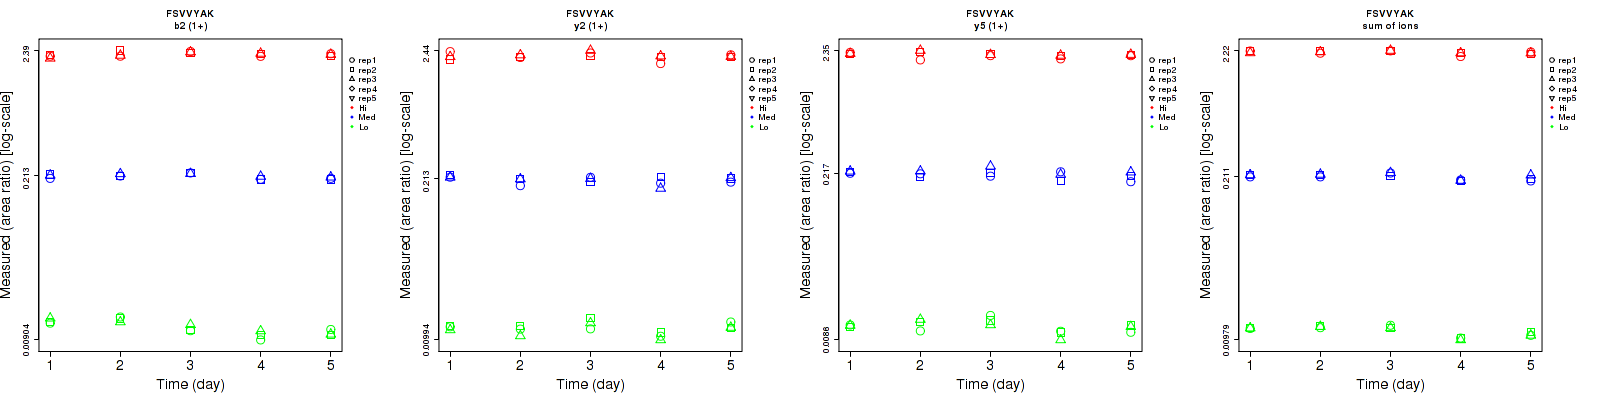 FSVVYAK
b2 (1+)
2.39
0.213
0.00904
Measured (area ratio) [log-scale]
1 2 3 4 5
Time (day)
rep1
rep2
rep3
rep4
rep5
Hi
Med
Lo
FSVVYAK
y2 (1+)
2.44
0.213
0.00994
Measured (area ratio) [log-scale]
1 2 3 4 5
Time (day)
rep1
rep2
rep3
rep4
rep5
Hi
Med
Lo
FSVVYAK
y5 (1+)
2.35
0.217
0.0086
Measured (area ratio) [log-scale]
1 2 3 4 5
Time (day)
rep1
rep2
rep3
rep4
rep5
Hi
Med
Lo
FSVVYAK
sum of ions
2.22
0.211
0.00979
Measured (area ratio) [log-scale]
1 2 3 4 5
Time (day)
rep1
rep2
rep3
rep4
rep5
Hi
Med
Lo